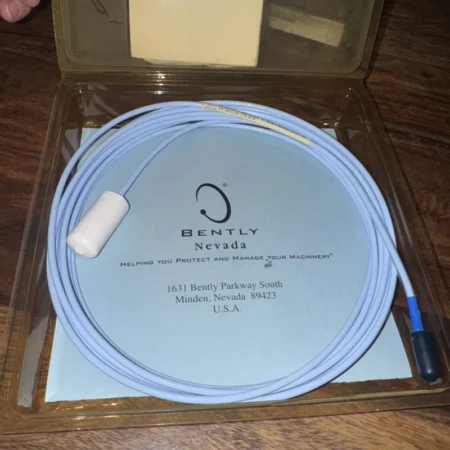 ®
BENTLY
Nevada
HELPING YOU PROTECT AND MANAGE YOUR MACHINERY®
1631 Bently Parkway South
Minden, Nevada 89423
U.S.A.